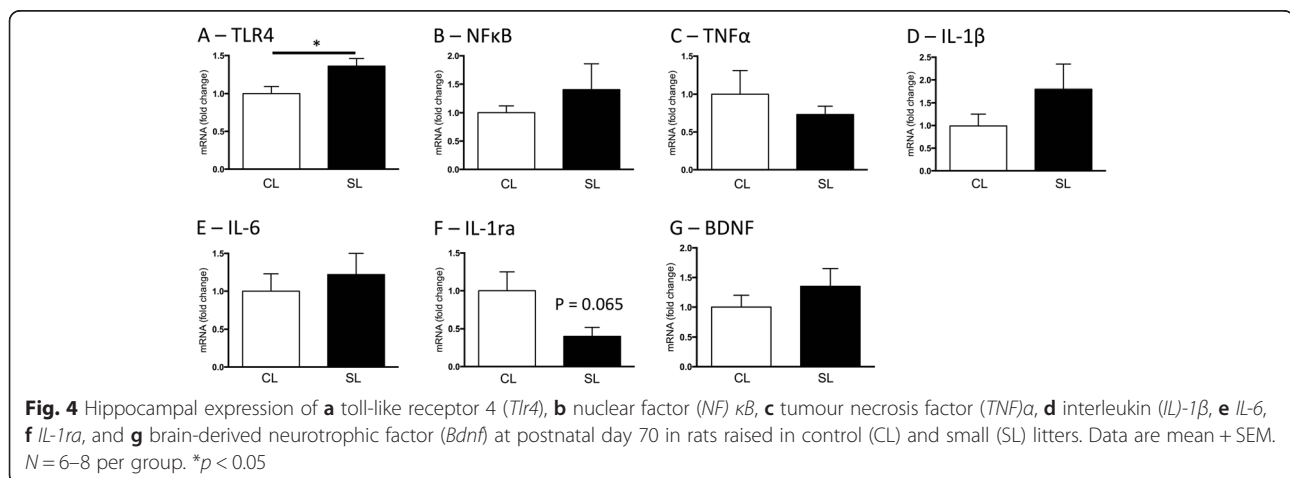 A – TLR4
*
mRNA (fold change)
1.5
1.0
0.5
0.0
CL SL
B – NFκB
mRNA (fold change)
2.0
1.5
1.0
0.5
0.0
CL SL
C – TNFα
mRNA (fold change)
1.5
1.0
0.5
0.0
CL SL
D – IL-1β
mRNA (fold change)
2.5
2.0
1.5
1.0
0.5
0.0
CL SL
E – IL-6
mRNA (fold change)
1.5
1.0
0.5
0.0
CL SL
F – IL-1ra
P = 0.065
mRNA (fold change)
1.5
1.0
0.5
0.0
CL SL
G – BDNF
mRNA (fold change)
2.0
1.5
1.0
0.5
0.0
CL SL
Fig. 4 Hippocampal expression of a toll-like receptor 4 (Tlr4), b nuclear factor (NF) κB, c tumour necrosis factor (TNF)α, d interleukin (IL)-1β, e IL-6,
f IL-1ra, and g brain-derived neurotrophic factor (Bdnf) at postnatal day 70 in rats raised in control (CL) and small (SL) litters. Data are mean + SEM.
N = 6–8 per group. *p < 0.05